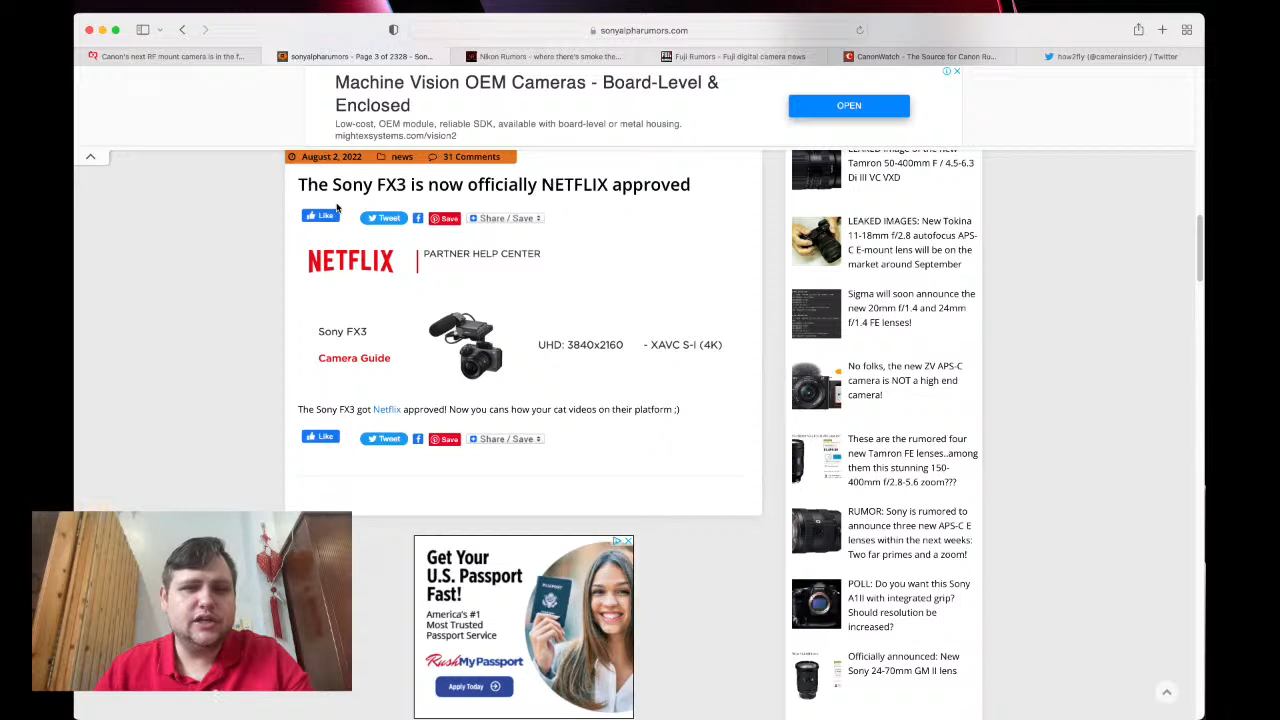 sonyalpharumors.com
Canon's next RF mount camera is in the f...
sonyalpharumors - Page 3 of 2328 - Son...
Nikon Rumors - where there's smoke the...
Fuji Rumors - Fuji digital camera news
CanonWatch - The Source for Canon Ru...
how2fly (@camerainsider) / Twitter
Machine Vision OEM Cameras - Board-Level &
Enclosed
Low-cost, OEM module, reliable SDK, available with board-level or metal housing.
mightexsystems.com/vision2
OPEN
August 2, 2022
news
31 Comments
The Sony FX3 is now officially NETFLIX approved
Like
Tweet
Save
Share / Save
NETFLIX
PARTNER HELP CENTER
Sony FX3
Camera Guide
UHD: 3840x2160
- XAVC S-I (4K)
The Sony FX3 got Netflix approved! Now you cans how your cat videos on their platform ;)
Like
Tweet
Save
Share / Save
Get Your
U.S. Passport
Fast!
America's #1
Most Trusted
Passport Service
RushMyPassport
Apply Today
PASSPORT
LEAKED image of the new
Tamron 50-400mm F / 4.5-6.3
Di III VC VXD
LEAKED IMAGES: New Tokina
11-18mm f/2.8 autofocus APS-
C E-mount lens will be on the
market around September
Sigma will soon announce the
new 20mm f/1.4 and 24mm
f/1.4 FE lenses!
No folks, the new ZV APS-C
camera is NOT a high end
camera!
These are the rumored four
new Tamron FE lenses..among
them this stunning 150-
400mm f/2.8-5.6 zoom???
RUMOR: Sony is rumored to
announce three new APS-C E
lenses within the next weeks:
Two far primes and a zoom!
POLL: Do you want this Sony
A1II with integrated grip?
Should resolution be
increased?
Officially announced: New
Sony 24-70mm GM II lens